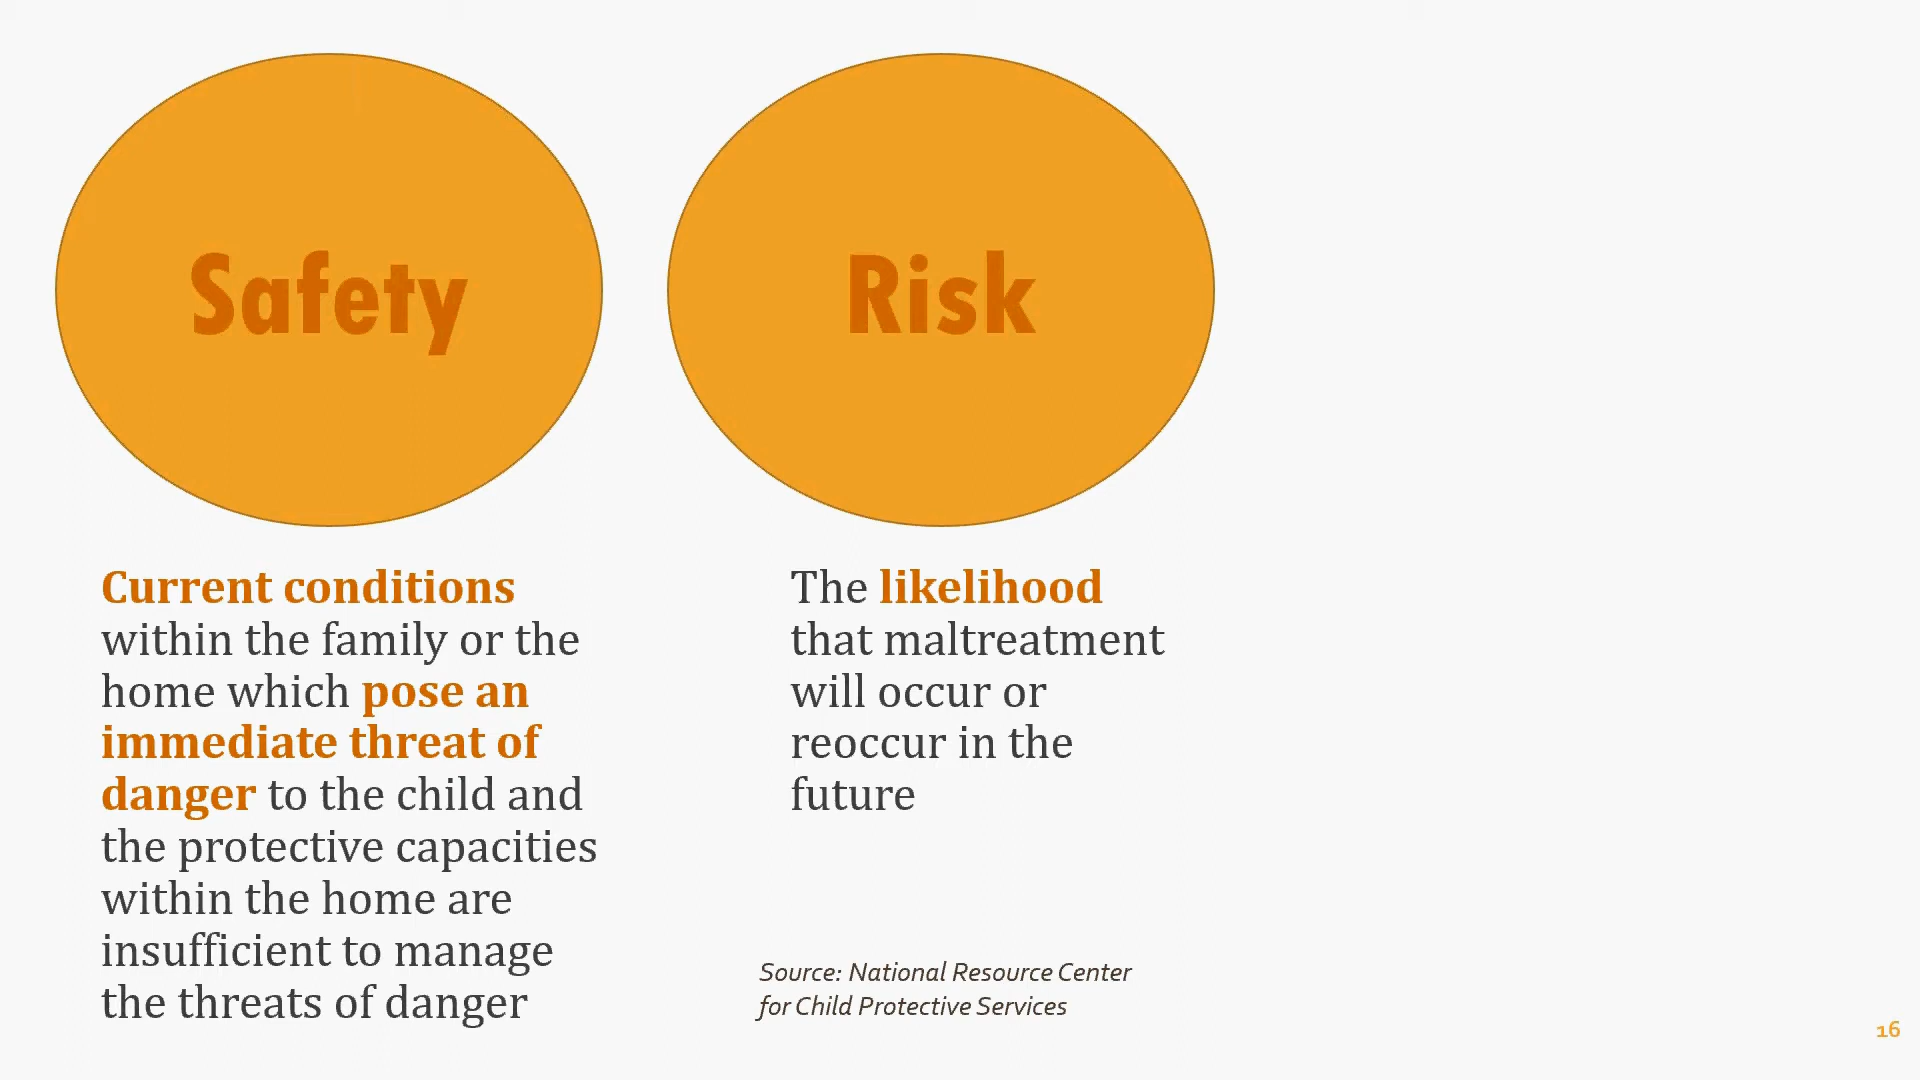 Safety
Current conditions
within the family or the
home which pose an
immediate threat of
danger to the child and
the protective capacities
within the home are
insufficient to manage
the threats of danger
Risk
The likelihood
that maltreatment
will occur or
reoccur in the
future
Source: National Resource Center
for Child Protective Services
16